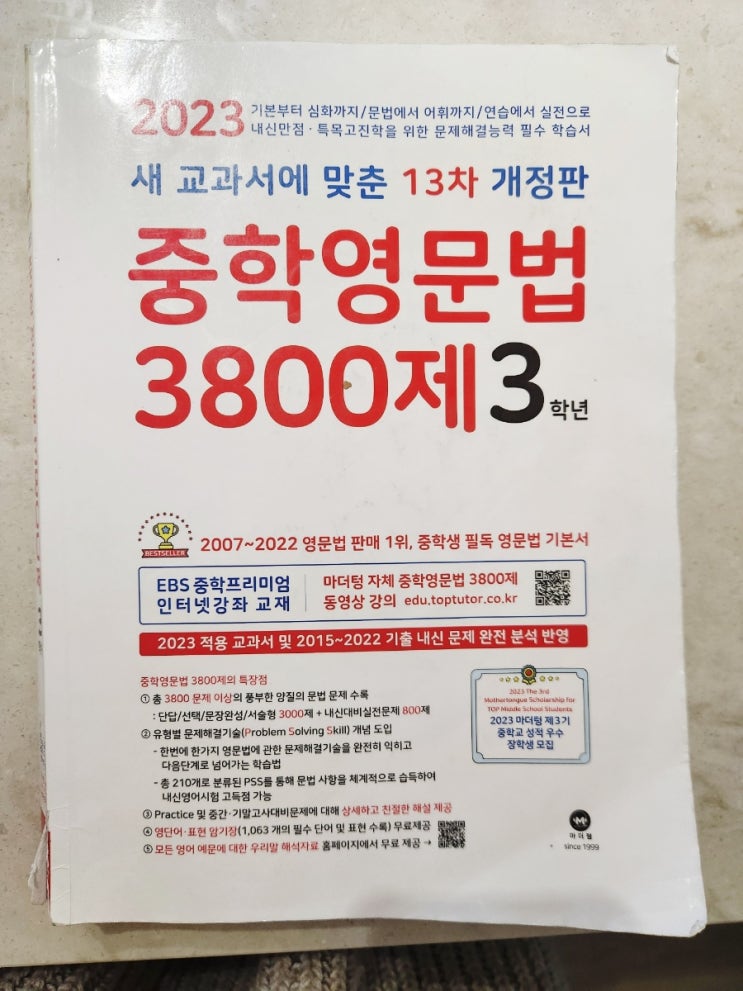 2023
기본부터 심화까지/문법에서 어휘까지/연습에서 실전으로
내신만점·특목고진학을 위한 문제해결능력 필수 학습서
새 교과서에 맞춘 13차 개정판
중학영문법
3800제 3 학년
BESTSELLER
2007~2022 영문법 판매 1위, 중학생 필독 영문법 기본서
EBS 중학프리미엄
인터넷강좌 교재
마더텅 자체 중학영문법 3800제
동영상 강의 edu.toptutor.co.kr
2023 적용 교과서 및 2015~2022 기출 내신 문제 완전 분석 반영
중학영문법 3800제의 특장점
① 총 3800 문제 이상의 풍부한 양질의 문법 문제 수록
: 단답/선택/문장완성/서술형 3000제 + 내신대비실전문제 800제
② 유형별 문제해결기술(Problem Solving Skill) 개념 도입
- 한번에 한가지 영문법에 관한 문제해결기술을 완전히 익히고
다음단계로 넘어가는 학습법
- 총 210개로 분류된 PSS를 통해 문법 사항을 체계적으로 습득하여
내신영어시험 고득점 가능
③ Practice 및 중간·기말고사대비문제에 대해 상세하고 친절한 해설 제공
④ 영단어·표현 암기장(1,063 개의 필수 단어 및 표현 수록) 무료제공
⑤ 모든 영어 예문에 대한 우리말 해석자료 홈페이지에서 무료 제공 →
2023 The 3rd
Mothertongue Scholarship for
TOP Middle School Students
2023 마더텅 제3기
중학교 성적 우수
장학생 모집
마더텅
since 1999